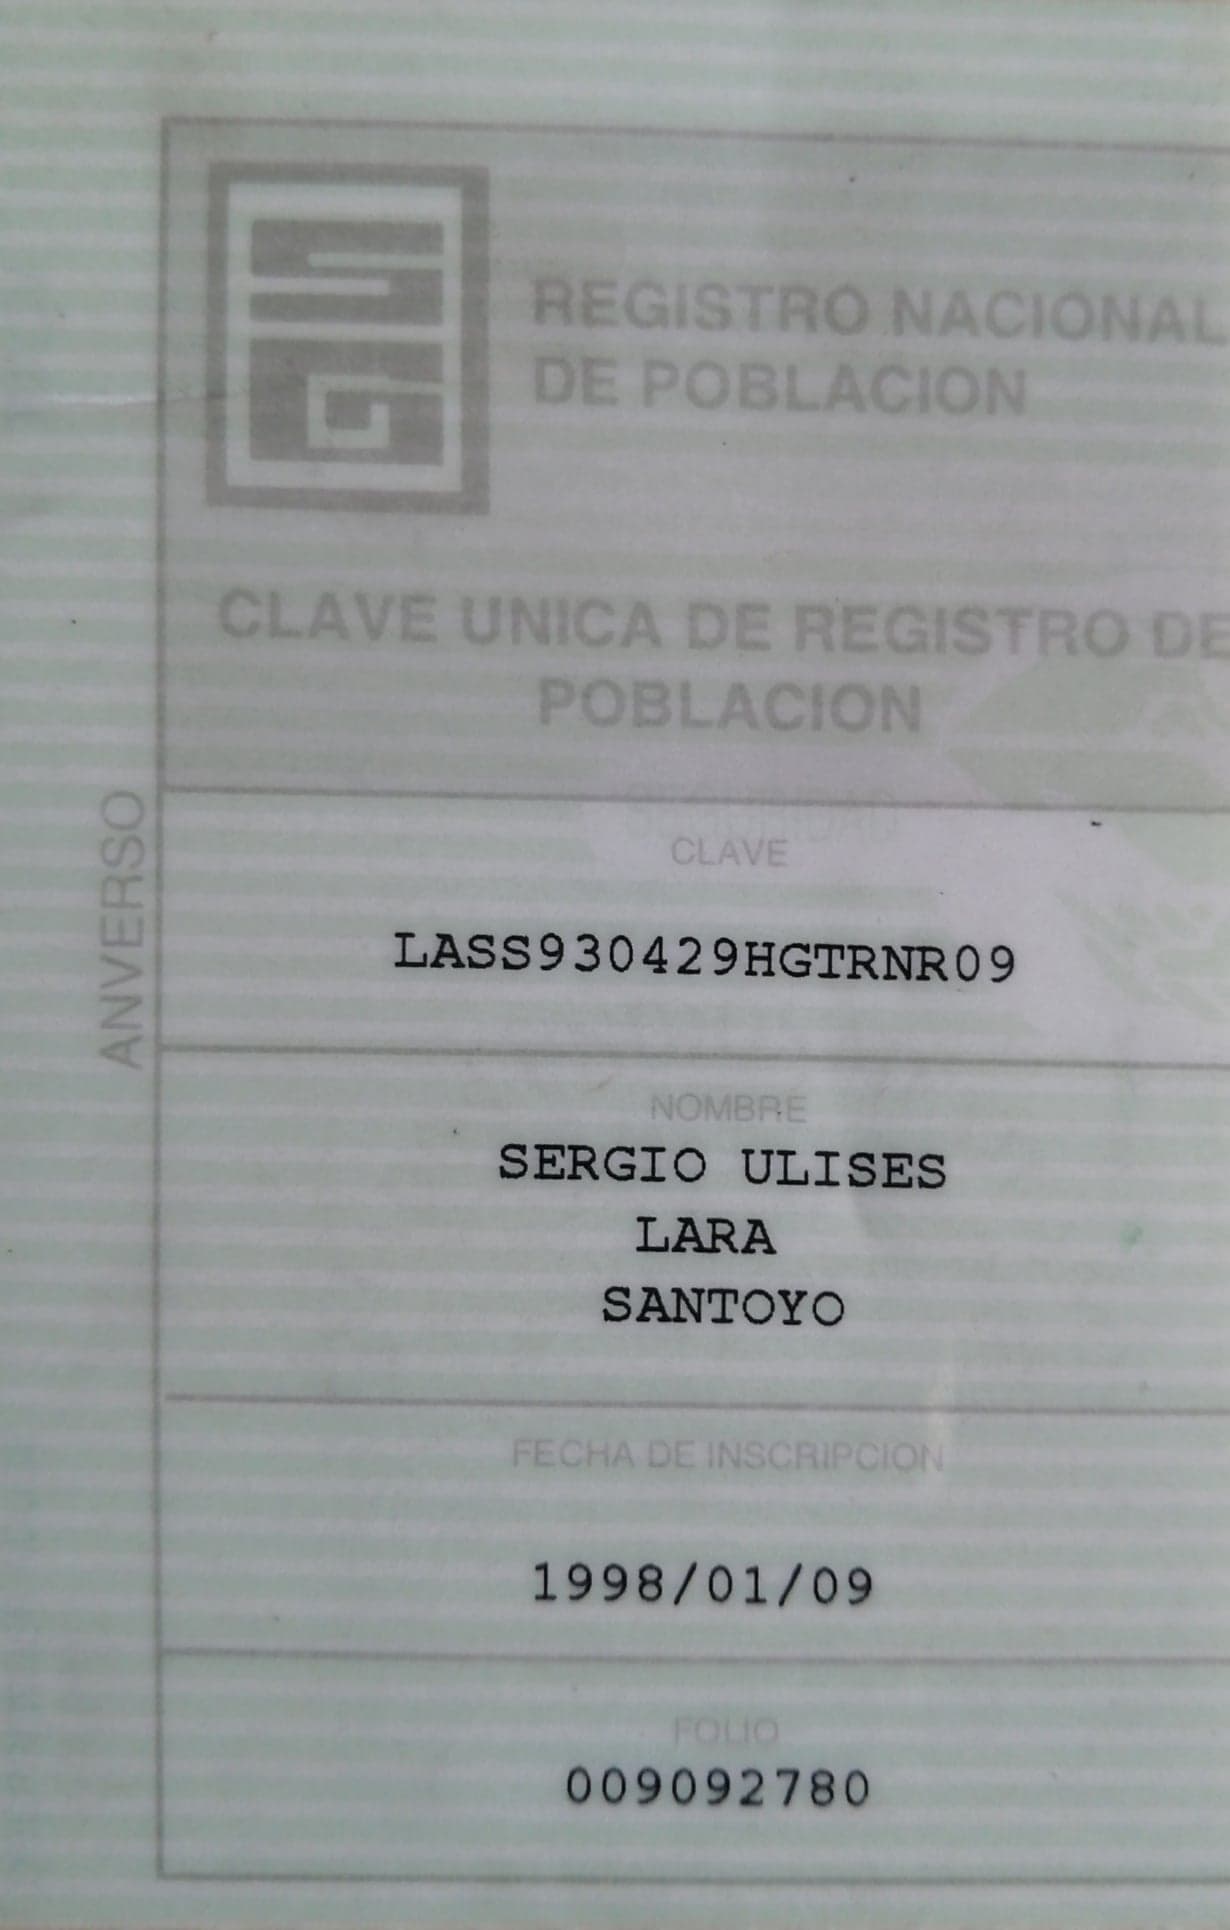 REGISTRO NACIONAL
DE POBLACION
CLAVE UNICA DE REGISTRO DE
POBLACION
ANVERSO
CLAVE
LASS930429HGTRNR09
NOMBRE
SERGIO ULISES
LARA
SANTOYO
FECHA DE INSCRIPCION
1998/01/09
FOLIO
009092780